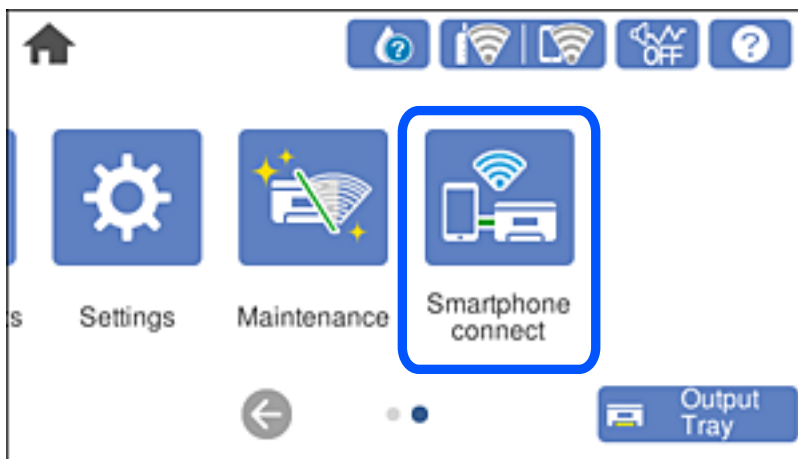 ?
OFF
?
s
Settings
Maintenance
Smartphone
connect
Output
Tray